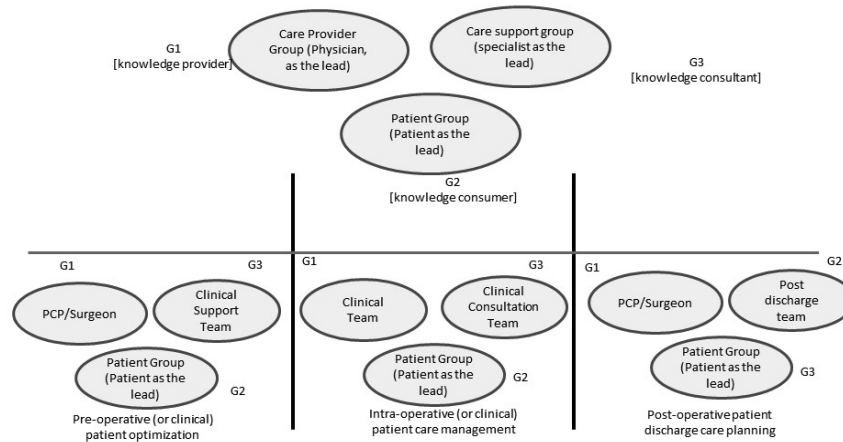 G1
[knowledge provider]
Care Provider
Group (Physician,
as the lead)
Care support group
(specialist as the
lead)
G3
[knowledge consultant]
Patient Group
(Patient as the
lead)
G2
[knowledge consumer]
G1
G3
PCP/Surgeon
Clinical
Support
Team
Patient Group
(Patient as the
lead)
G2
Pre-operative (or clinical)
patient optimization
G1
G3
Clinical
Team
Clinical
Consultation
Team
Patient Group
(Patient as the
lead)
G2
Intra-operative (or clinical)
patient care management
G1
G2
PCP/Surgeon
Post
discharge
team
Patient Group
(Patient as the
lead)
G3
Post-operative patient
discharge care planning